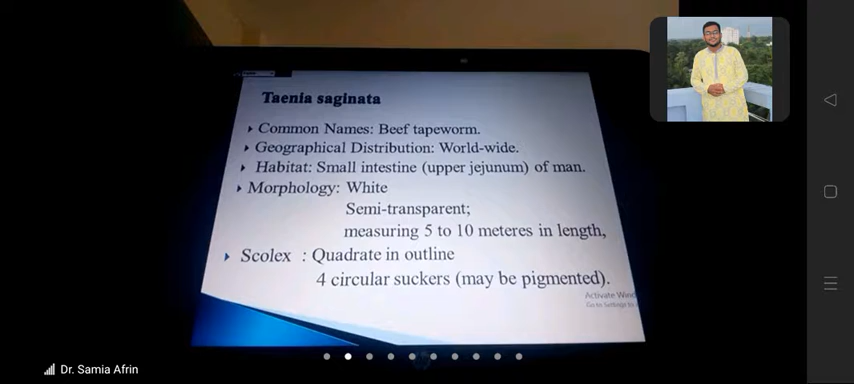 Taenia saginata
Common Names: Beef tapeworm.
Geographical Distribution: World-wide.
Habitat: Small intestine (upper jejunum) of man.
Morphology: White
Semi-transparent;
measuring 5 to 10 meteres in length,
Scolex : Quadrate in outline
4 circular suckers (may be pigmented).
Activate Wind
Go to Settings to
Dr. Samia Afrin